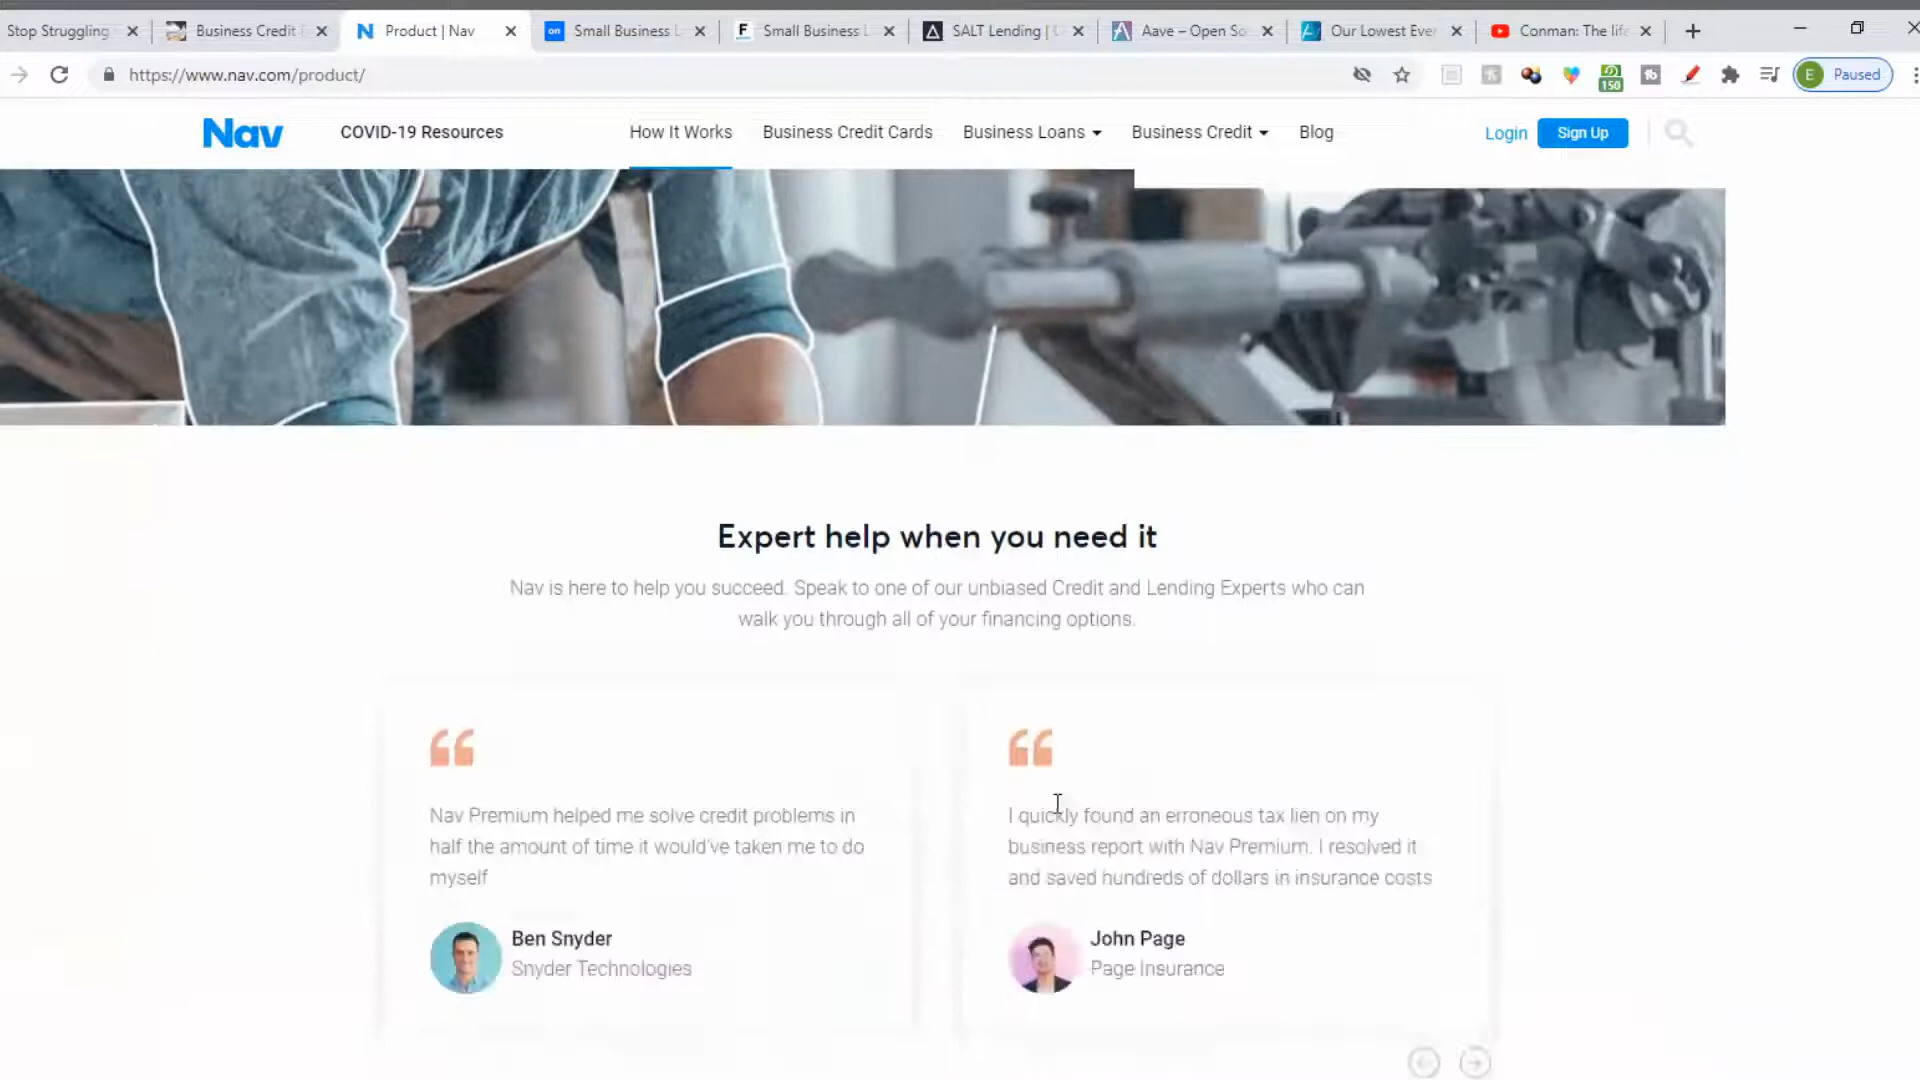 Stop Struggling
Business Credit
Product | Nav
on
Small Business L
F
Small Business L
SALT Lending |
Aave – Open So
Our Lowest Ever
Conman: The life
https://www.nav.com/product/
150
E
Paused
Nav
COVID-19 Resources
How It Works
Business Credit Cards
Business Loans
Business Credit
Blog
Login
Sign Up
Expert help when you need it
Nav is here to help you succeed. Speak to one of our unbiased Credit and Lending Experts who can
walk you through all of your financing options.
Nav Premium helped me solve credit problems in
half the amount of time it would've taken me to do
myself
Ben Snyder
Snyder Technologies
I quickly found an erroneous tax lien on my
business report with Nav Premium. I resolved it
and saved hundreds of dollars in insurance costs
John Page
Page Insurance